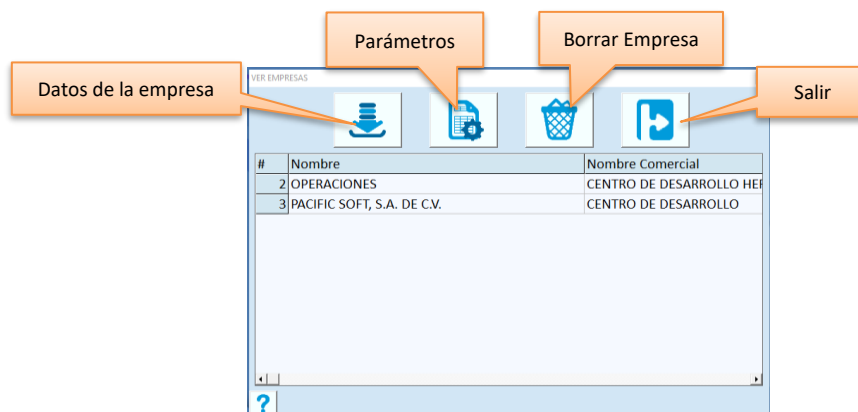 Parámetros
Borrar Empresa
Datos de la empresa
Salir
VER EMPRESAS
# Nombre Nombre Comercial
2 OPERACIONES CENTRO DE DESARROLLO
3 PACIFIC SOFT, S.A. DE C.V. CENTRO DE DESARROLLO
?